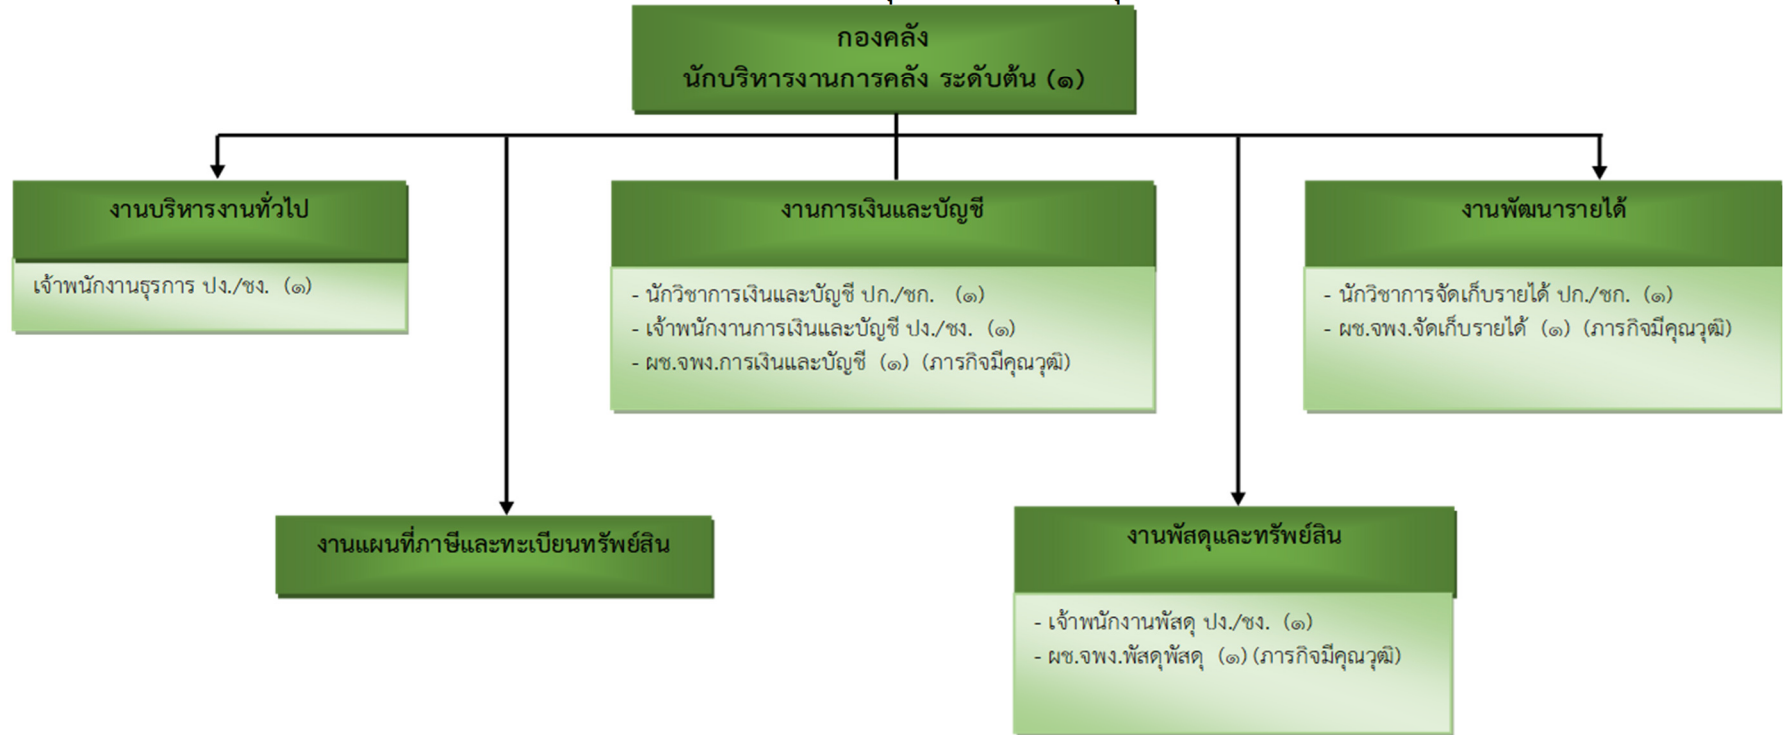 กองคลัง
นักบริหารงานการคลัง ระดับต้น (๑)
งานบริหารงานทั่วไป
เจ้าพนักงานธุรการ ปง./ชง. (๑)
งานการเงินและบัญชี
- นักวิชาการเงินและบัญชี ปก./ชก. (๑)
- เจ้าพนักงานการเงินและบัญชี ปง./ชง. (๑)
- ผช.จพง.การเงินและบัญชี (๑) (ภารกิจมีคุณวุฒิ)
งานพัฒนารายได้
- นักวิชาการจัดเก็บรายได้ ปก./ชก. (๑)
- ผช.จพง.จัดเก็บรายได้ (๑) (ภารกิจมีคุณวุฒิ)
งานแผนที่ภาษีและทะเบียนทรัพย์สิน
งานพัสดุและทรัพย์สิน
- เจ้าพนักงานพัสดุ ปง./ชง. (๑)
- ผช.จพง.พัสดุพัสดุ (๑) (ภารกิจมีคุณวุฒิ)